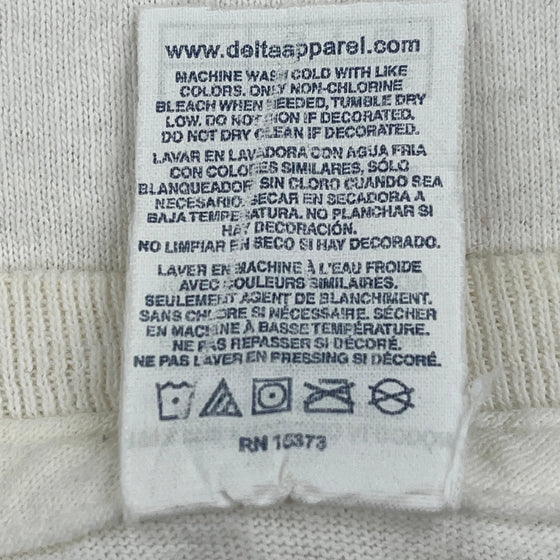 www.deltaapparel.com
MACHINE WASH COLD WITH LIKE
COLORS. ONLY NON-CHLORINE
BLEACH WHEN NEEDED, TUMBLE DRY
LOW. DO NOT IRON IF DECORATED.
DO NOT DRY CLEAN IF DECORATED.
LAVAR EN LAVADORA CON AGUA FRIA
CON COLORES SIMILARES, SÓLO
BLANQUEADOR SIN CLORO CUANDO SEA
NECESARIO. SECAR EN SECADORA A
BAJA TEMPERATURA. NO PLANCHAR SI
HAY DECORACIÓN.
NO LIMPIAR EN SECO SI HAY DECORADO.
LAVER EN MACHINE À L'EAU FROIDE
AVEC COULEURS SIMILAIRES.
SEULEMENT AGENT DE BLANCHIMENT.
SANS CHLORE SI NÉCESSAIRE. SÉCHER
EN MACHINE À BASSE TEMPÉRATURE.
NE PAS REPASSER SI DÉCORÉ.
NE PAS LAVER EN PRESSING SI DÉCORÉ.
RN 15373